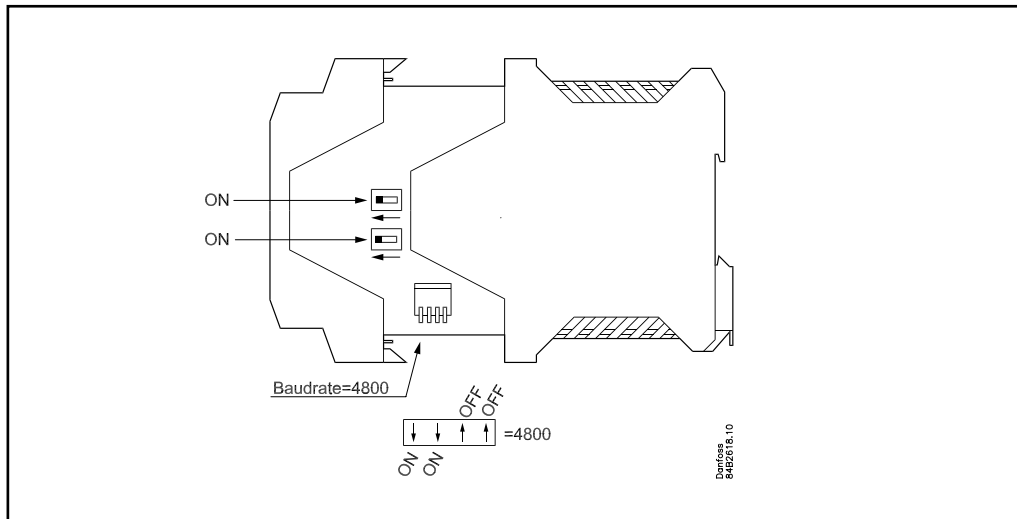 ON
ON
Baudrate=4800
OFF
OFF
=4800
ON
ON
Danfoss
84B2618.10